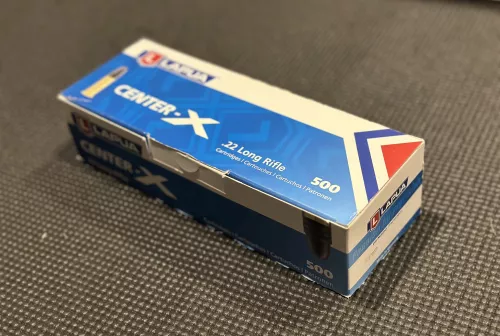 LAPUA
CENTER-X
.22 Long Rifle
Cartridges / Cartouches / Cartuchos / Patronen
500
LAPUA
CENTER-X
500
LAPUA